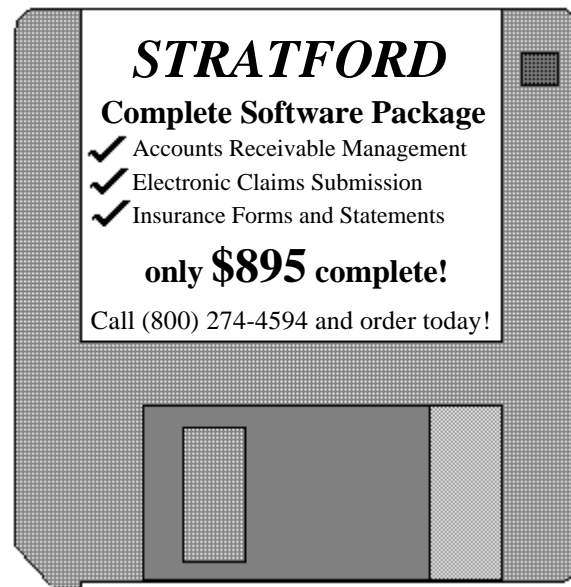 STRATFORD
Complete Software Package
Accounts Receivable Management
Electronic Claims Submission
Insurance Forms and Statements
only $895 complete!
Call (800) 274-4594 and order today!